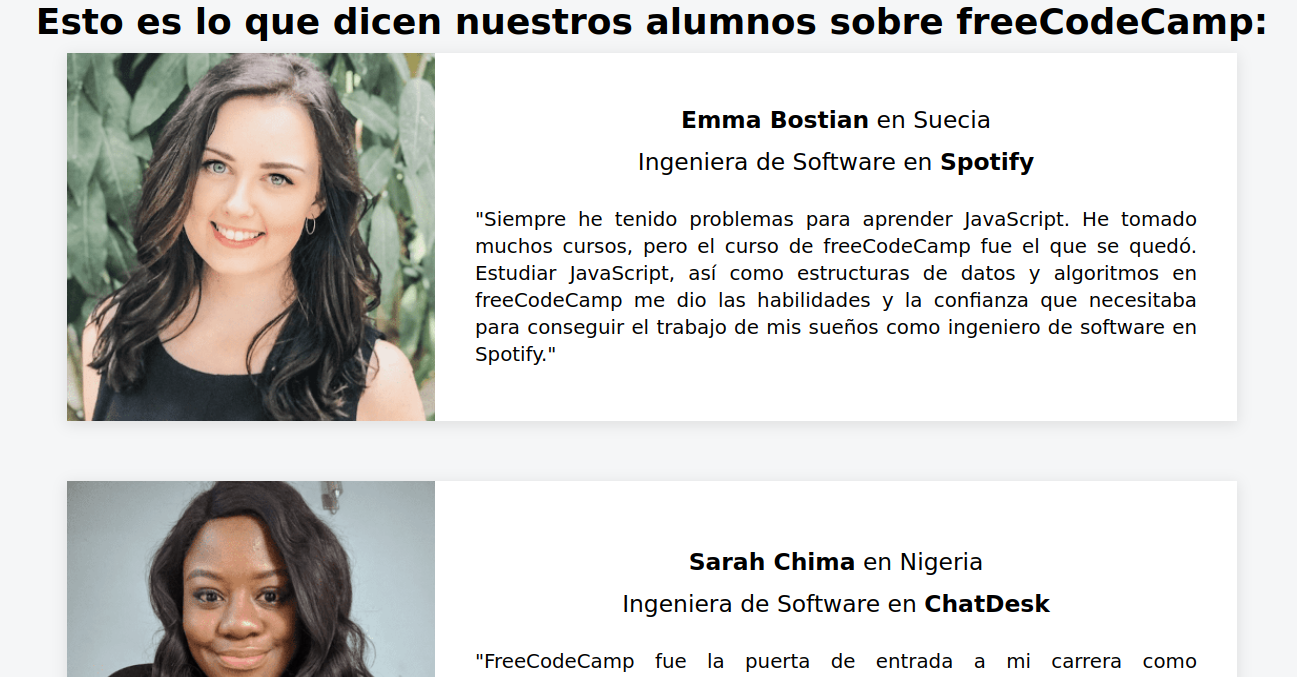 Esto es lo que dicen nuestros alumnos sobre freeCodeCamp:
Emma Bostian en Suecia
Ingeniera de Software en Spotify
"Siempre he tenido problemas para aprender JavaScript. He tomado
muchos cursos, pero el curso de freeCodeCamp fue el que se quedó.
Estudiar JavaScript, así como estructuras de datos y algoritmos en
freeCodeCamp me dio las habilidades y la confianza que necesitaba
para conseguir el trabajo de mis sueños como ingeniero de software en
Spotify."
Sarah Chima en Nigeria
Ingeniera de Software en ChatDesk
"FreeCodeCamp fue la puerta de entrada a mi carrera como